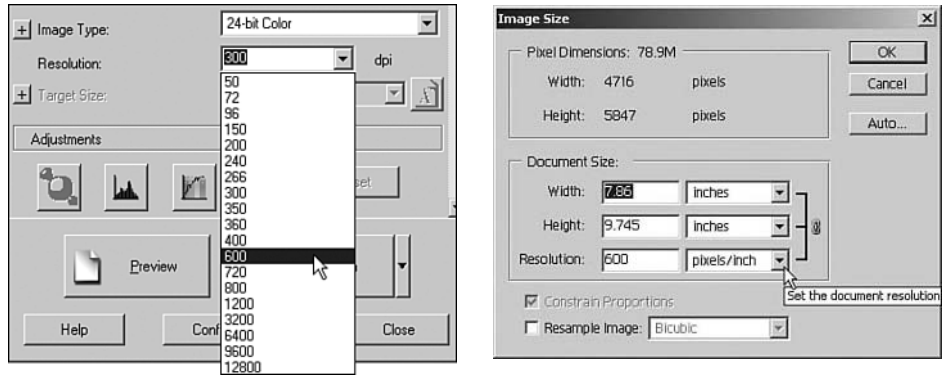 Image Type:
24-bit Color
Resolution:
300
dpi
Target Size:
50
72
96
150
200
240
266
300
350
360
400
600
720
800
1200
3200
6400
9600
12800
Adjustments
set
Preview
Help
Conf
Close
Image Size
Pixel Dimensions: 78.9M
Width: 4716 pixels
Height: 5847 pixels
Document Size:
Width: 7.86 inches
Height: 9.745 inches
Resolution: 600 pixels/inch
Set the document resolution
Constrain Proportions
Resample Image: Bicubic
OK
Cancel
Auto...